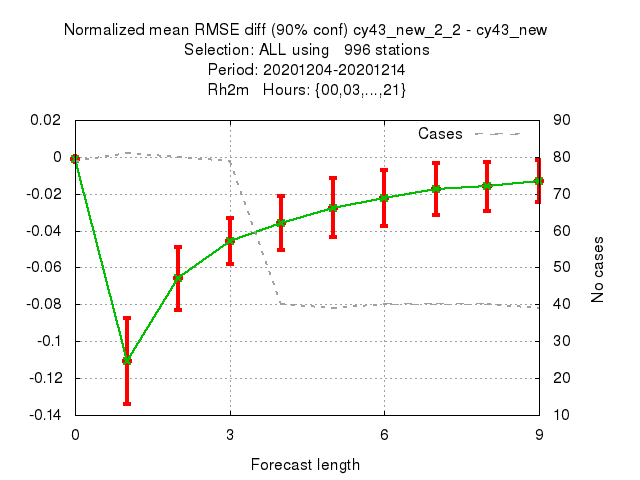 Normalized mean RMSE diff (90% conf) cy43_new_2_2 - cy43_new
Selection: ALL using   996 stations
Period: 20201204-20201214
Rh2m   Hours: {00,03,...,21}
0.02
0
-0.02
-0.04
-0.06
-0.08
-0.1
-0.12
-0.14
Cases
90
80
70
60
50
40
30
20
10
No cases
0 3 6 9
Forecast length